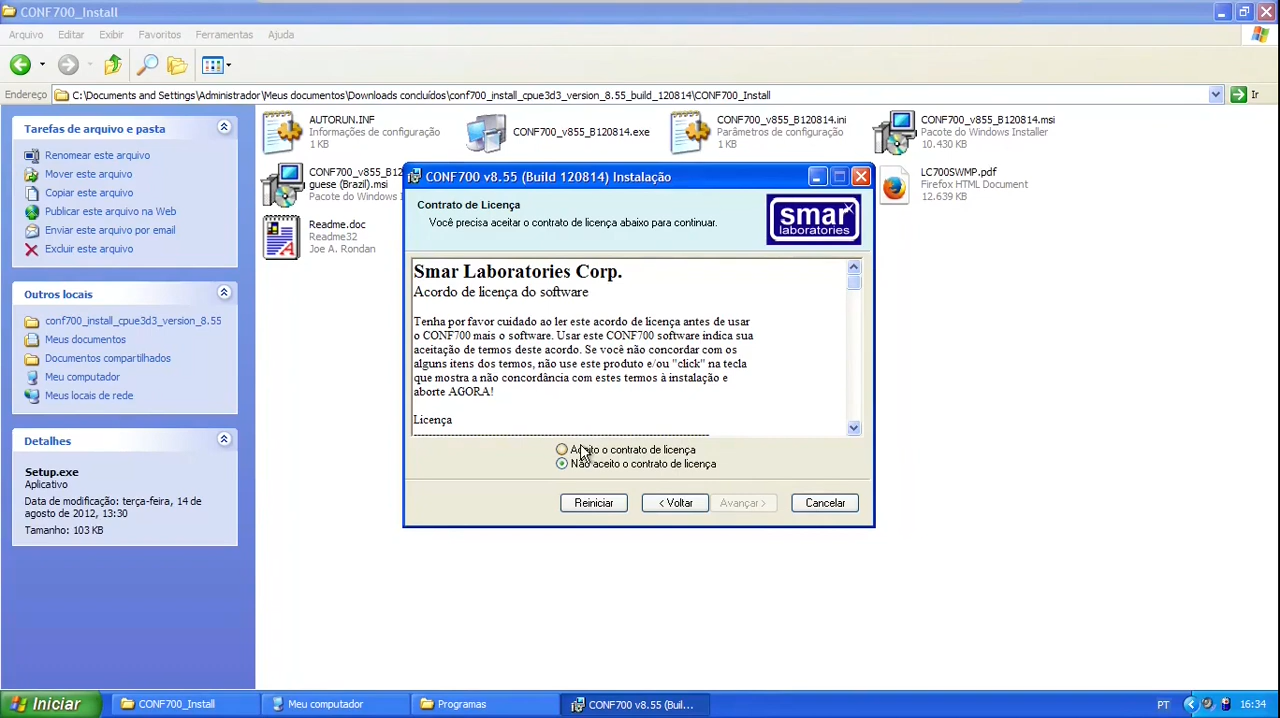 CONF700_Install
Arquivo Editar Exibir Favoritos Ferramentas Ajuda
Endereço C:\Documents and Settings\Administrador\Meus documentos\Downloads concluídos\conf700_install_cpue3d3_version_8.55_build_120814\CONF700_Install Ir
Tarefas de arquivo e pasta
Renomear este arquivo
Mover este arquivo
Copiar este arquivo
Publicar este arquivo na Web
Enviar este arquivo por email
Excluir este arquivo
Outros locais
conf700_install_cpue3d3_version_8.55
Meus documentos
Documentos compartilhados
Meu computador
Meus locais de rede
Detalhes
Setup.exe
Aplicativo
Data de modificação: terça-feira, 14 de
agosto de 2012, 13:30
Tamanho: 103 KB
AUTORUN.INF
Informações de configuração
1 KB
CONF700_v855_B120814.exe
CONF700_v855_B120814.ini
Parâmetros de configuração
1 KB
CONF700_v855_B120814.msi
Pacote do Windows Installer
10.430 KB
CONF700_v855_B12
guese (Brazil).msi
Pacote do Windows I
LC700SWMP.pdf
Firefox HTML Document
12.639 KB
Readme.doc
Readme32
Joe A. Rondan
CONF700 v8.55 (Build 120814) Instalação
Contrato de Licença
Você precisa aceitar o contrato de licença abaixo para continuar.
smar
laboratories
Smar Laboratories Corp.
Acordo de licença do software
Tenha por favor cuidado ao ler este acordo de licença antes de usar
o CONF700 mais o software. Usar este CONF700 software indica sua
aceitação de termos deste acordo. Se você não concordar com os
alguns itens dos termos, não use este produto e/ou "click" na tecla
que mostra a não concordância com estes termos à instalação e
aborte AGORA!
Licença
--------------------------------------------------------------------------
Aceito o contrato de licença
Não aceito o contrato de licença
Reiniciar < Voltar Avançar > Cancelar
Iniciar CONF700_Install Meu computador Programas CONF700 v8.55 (Buil... PT 16:34